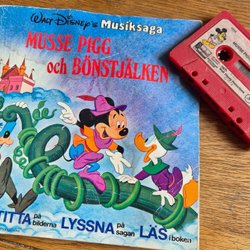 WALT DISNEY'S Musiksaga
MUSSE PIGG
och BÖNSTJÄLKEN
TITTA på bilderna LYSSNA på sagan LÄS i boken